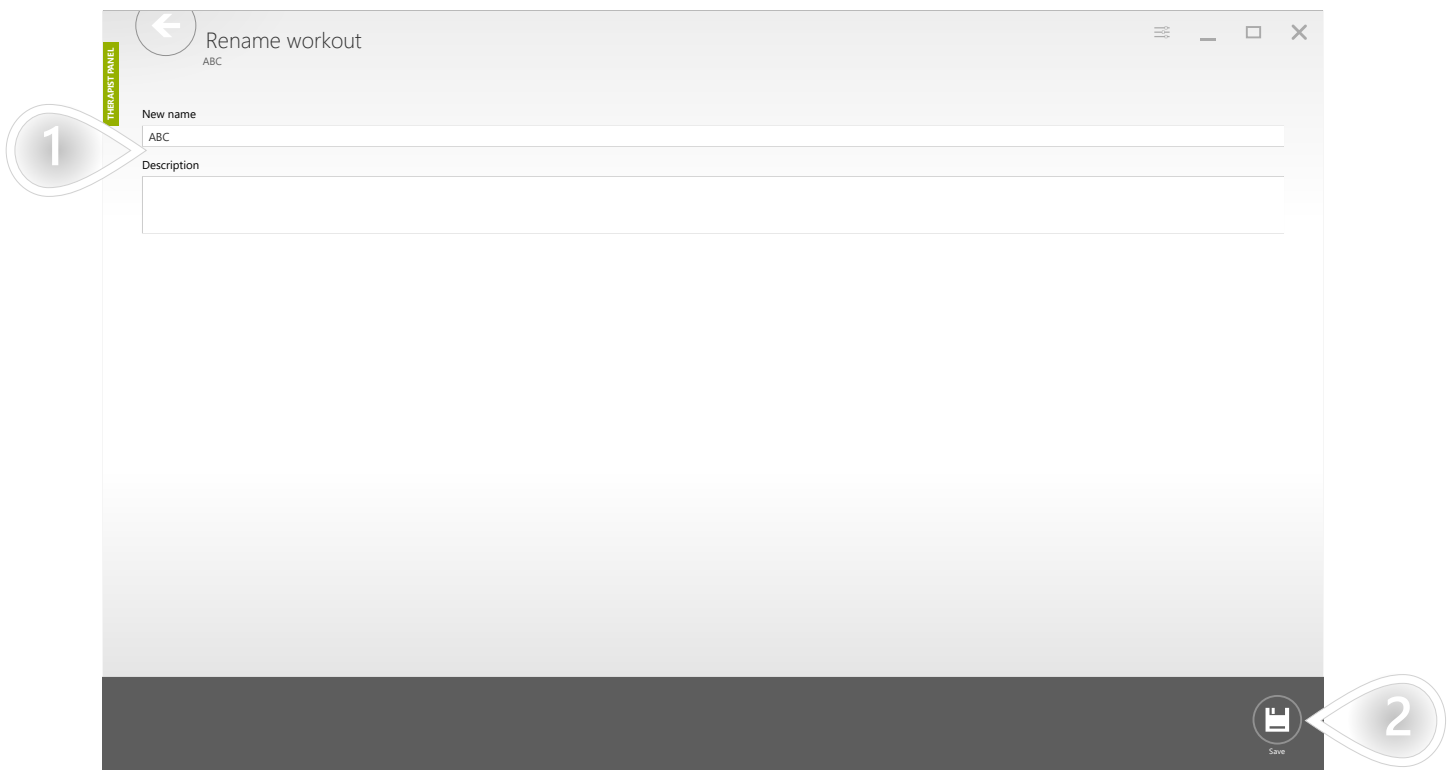 Rename workout
ABC
THERAPIST PANEL
New name
1
ABC
Description
2
Save